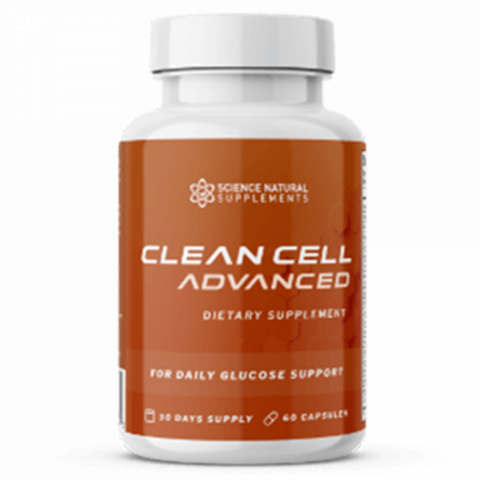 SCIENCE NATURAL
SUPPLEMENTS
CLEAN CELL
ADVANCED
DIETARY SUPPLEMENT
FOR DAILY GLUCOSE SUPPORT
30 DAYS SUPPLY 60 CAPSULES